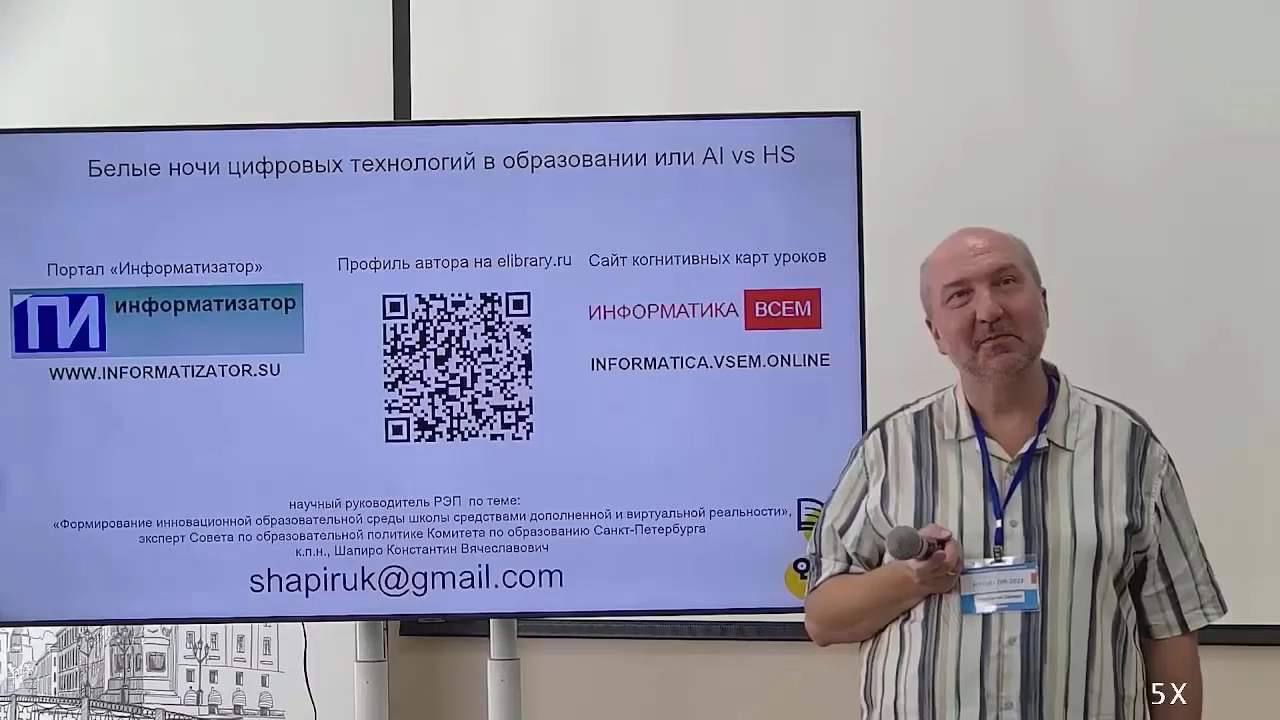 Белые ночи цифровых технологий в образовании или AI vs HS
Портал «Информатизатор»
ПИ информатизатор
WWW.INFORMATIZATOR.SU
Профиль автора на elibrary.ru
Сайт когнитивных карт уроков
ИНФОРМАТИКА ВСЕМ
INFORMATICA.VSEM.ONLINE
научный руководитель РЭП по теме:
«Формирование инновационной образовательной среды школы средствами дополненной и виртуальной реальности»,
эксперт Совета по образовательной политике Комитета по образованию Санкт-Петербурга
к.п.н., Шапиро Константин Вячеславович
shapiruk@gmail.com
5X